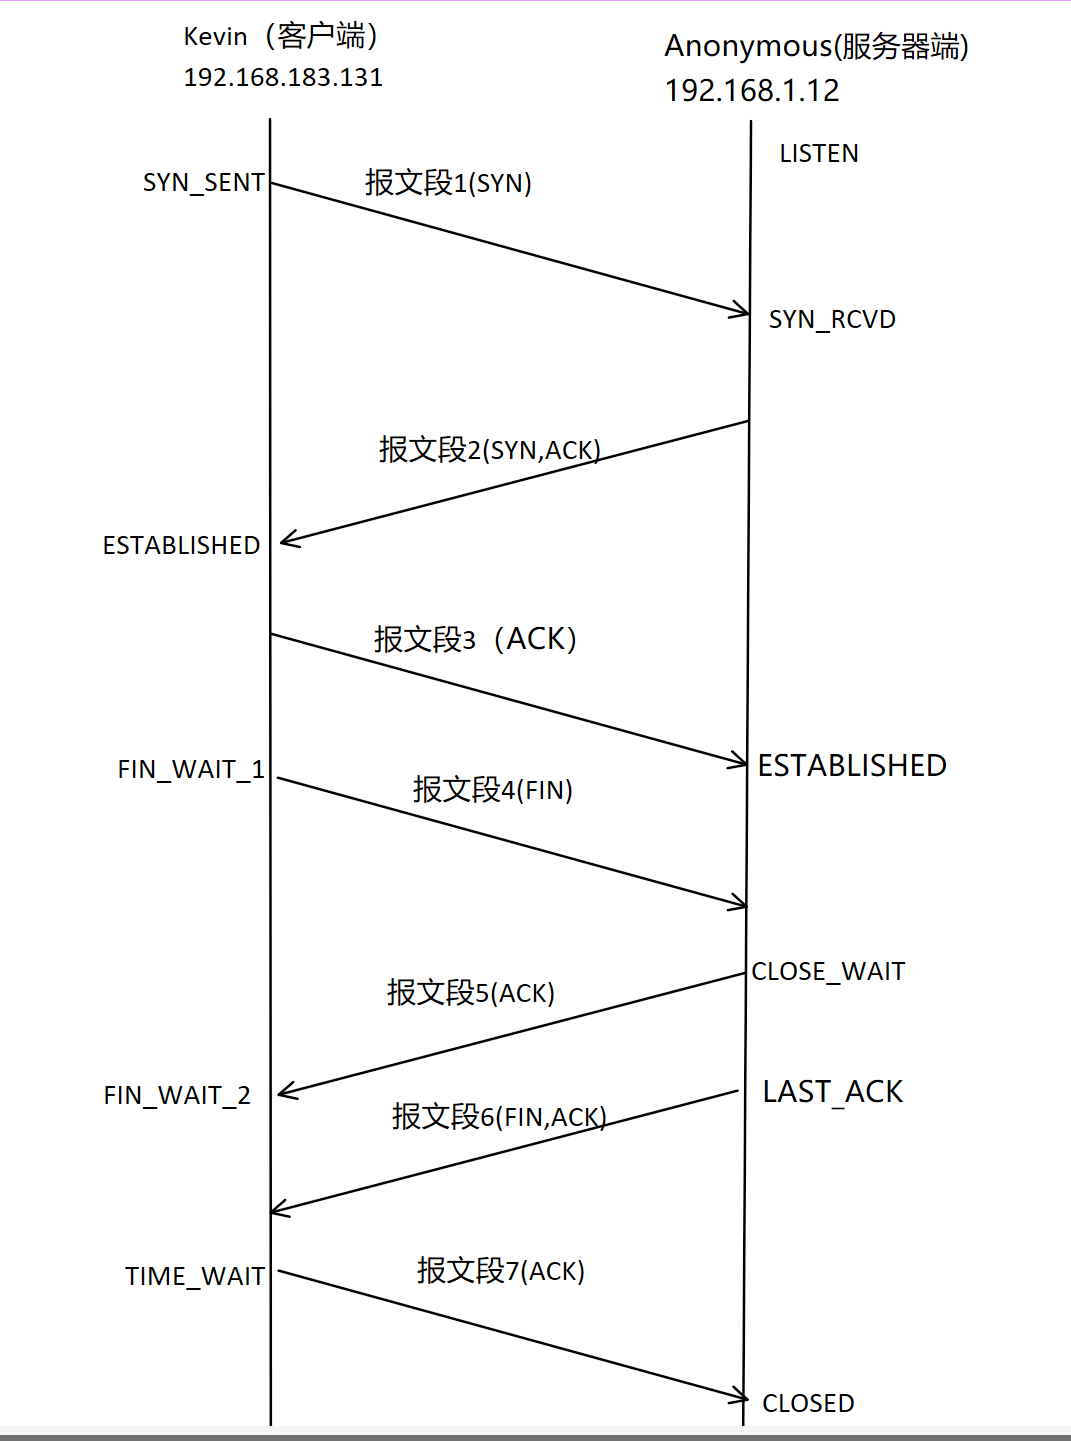 Kevin（客户端）
192.168.183.131
Anonymous(服务器端)
192.168.1.12
LISTEN
SYN_SENT
报文段1(SYN)
SYN_RCVD
报文段2(SYN,ACK)
ESTABLISHED
报文段3（ACK）
ESTABLISHED
FIN_WAIT_1
报文段4(FIN)
CLOSE_WAIT
报文段5(ACK)
FIN_WAIT_2
LAST_ACK
报文段6(FIN,ACK)
TIME_WAIT
报文段7(ACK)
CLOSED